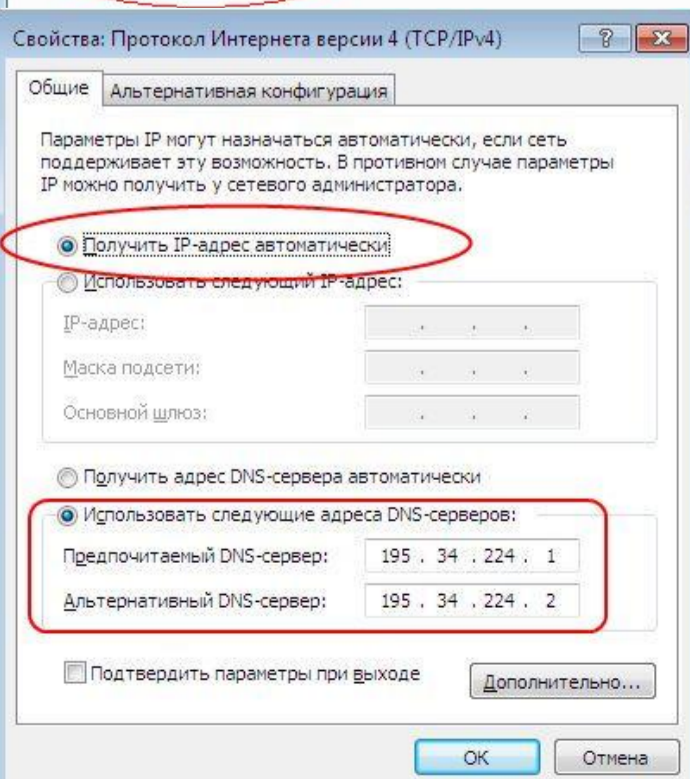 Свойства: Протокол Интернета версии 4 (TCP/IPv4)
Общие
Альтернативная конфигурация
Параметры IP могут назначаться автоматически, если сеть
поддерживает эту возможность. В противном случае параметры
IP можно получить у сетевого администратора.
Получить IP-адрес автоматически
Использовать следующий IP-адрес:
IP-адрес:
Маска подсети:
Основной шлюз:
Получить адрес DNS-сервера автоматически
Использовать следующие адреса DNS-серверов:
Предпочитаемый DNS-сервер: 195 . 34 . 224 . 1
Альтернативный DNS-сервер: 195 . 34 . 224 . 2
Подтвердить параметры при выходе
Дополнительно...
ОК
Отмена